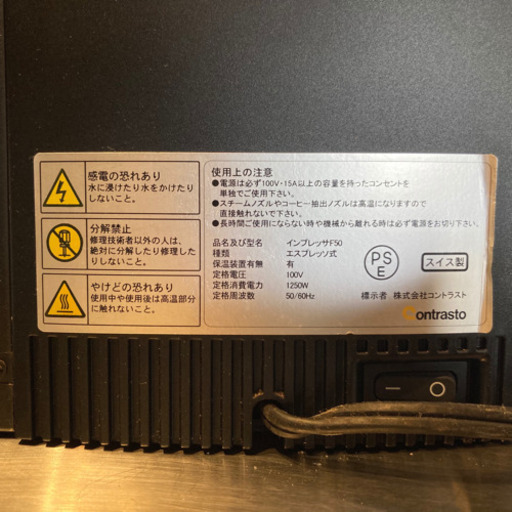 感電の恐れあり
水に浸けたり水をかけたり
しないこと。
分解禁止
修理技術者以外の人は、
絶対に分解したり修理
しないこと。
やけどの恐れあり
使用中や使用後は高温部分
に触れないこと。
使用上の注意
●電源は必ず100V・15A以上の容量を持ったコンセントを
単独でご使用下さい。
●スチームノズルやコーヒー抽出ノズルは高温になりますので
直接触れないで下さい。
●長時間ご使用にならない時や機械から離れる時は必ず電源をお切り下さい。
品名及び型名 インプレッサF50
種類 エスプレッソ式
保温装置有無 有
定格電圧 100V
定格消費電力 1250W
定格周波数 50/60Hz
PS
E
スイス製
標示者 株式会社コントラスト
Contrasto